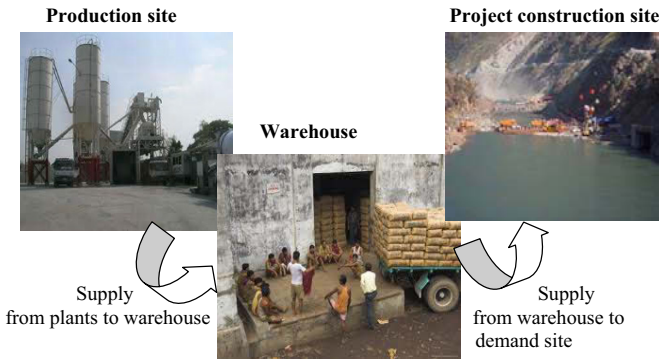 Production site
Project construction site
Warehouse
Supply
from plants to warehouse
Supply
from warehouse to
demand site